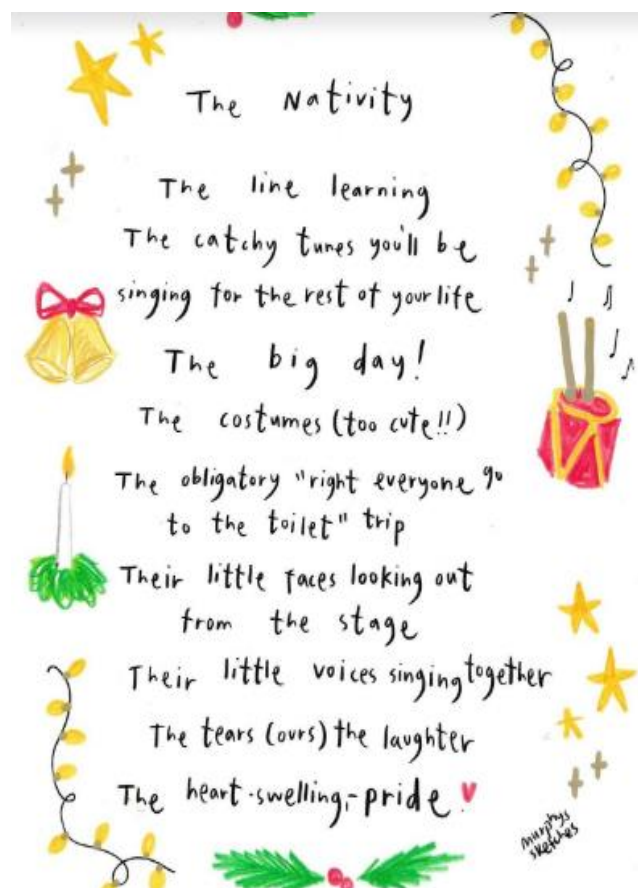 The Nativity
The line learning
The catchy tunes you'll be
singing for the rest of your life
The big day!
The costumes (too cute!!)
The obligatory "right everyone go
to the toilet" trip
Their little faces looking out
from the stage
Their little voices singing together
The tears (ours) the laughter
The heart-swelling-pride
murphys
sketches